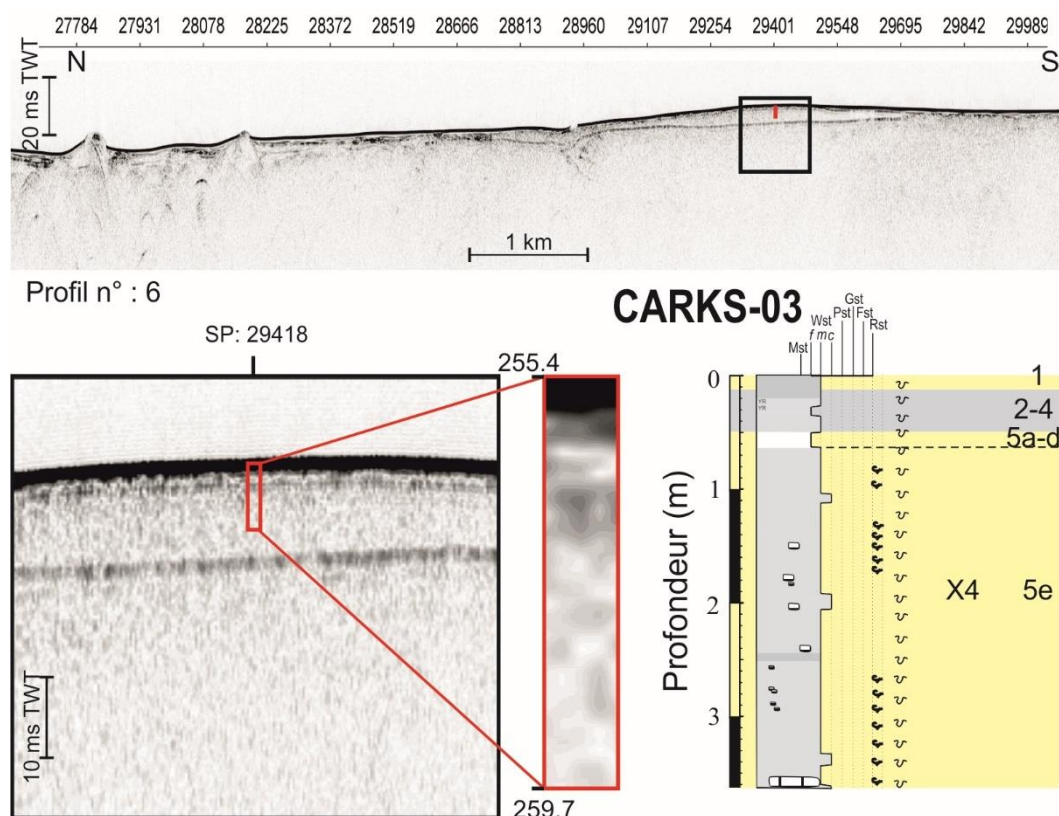 27784 27931 28078 28225 28372 28519 28666 28813 28960 29107 29254 29401 29548 29695 29842 29989
N S
20 ms TWT
1 km
Profil n° : 6
CARKS-03
SP: 29418
255.4
259.7
10 ms TWT
Gst
Wst Pst Fst
f m c Rst
Mst
0
1
2
3
Profondeur (m)
YR
YR
1
2-4
5a-d
X4 5e